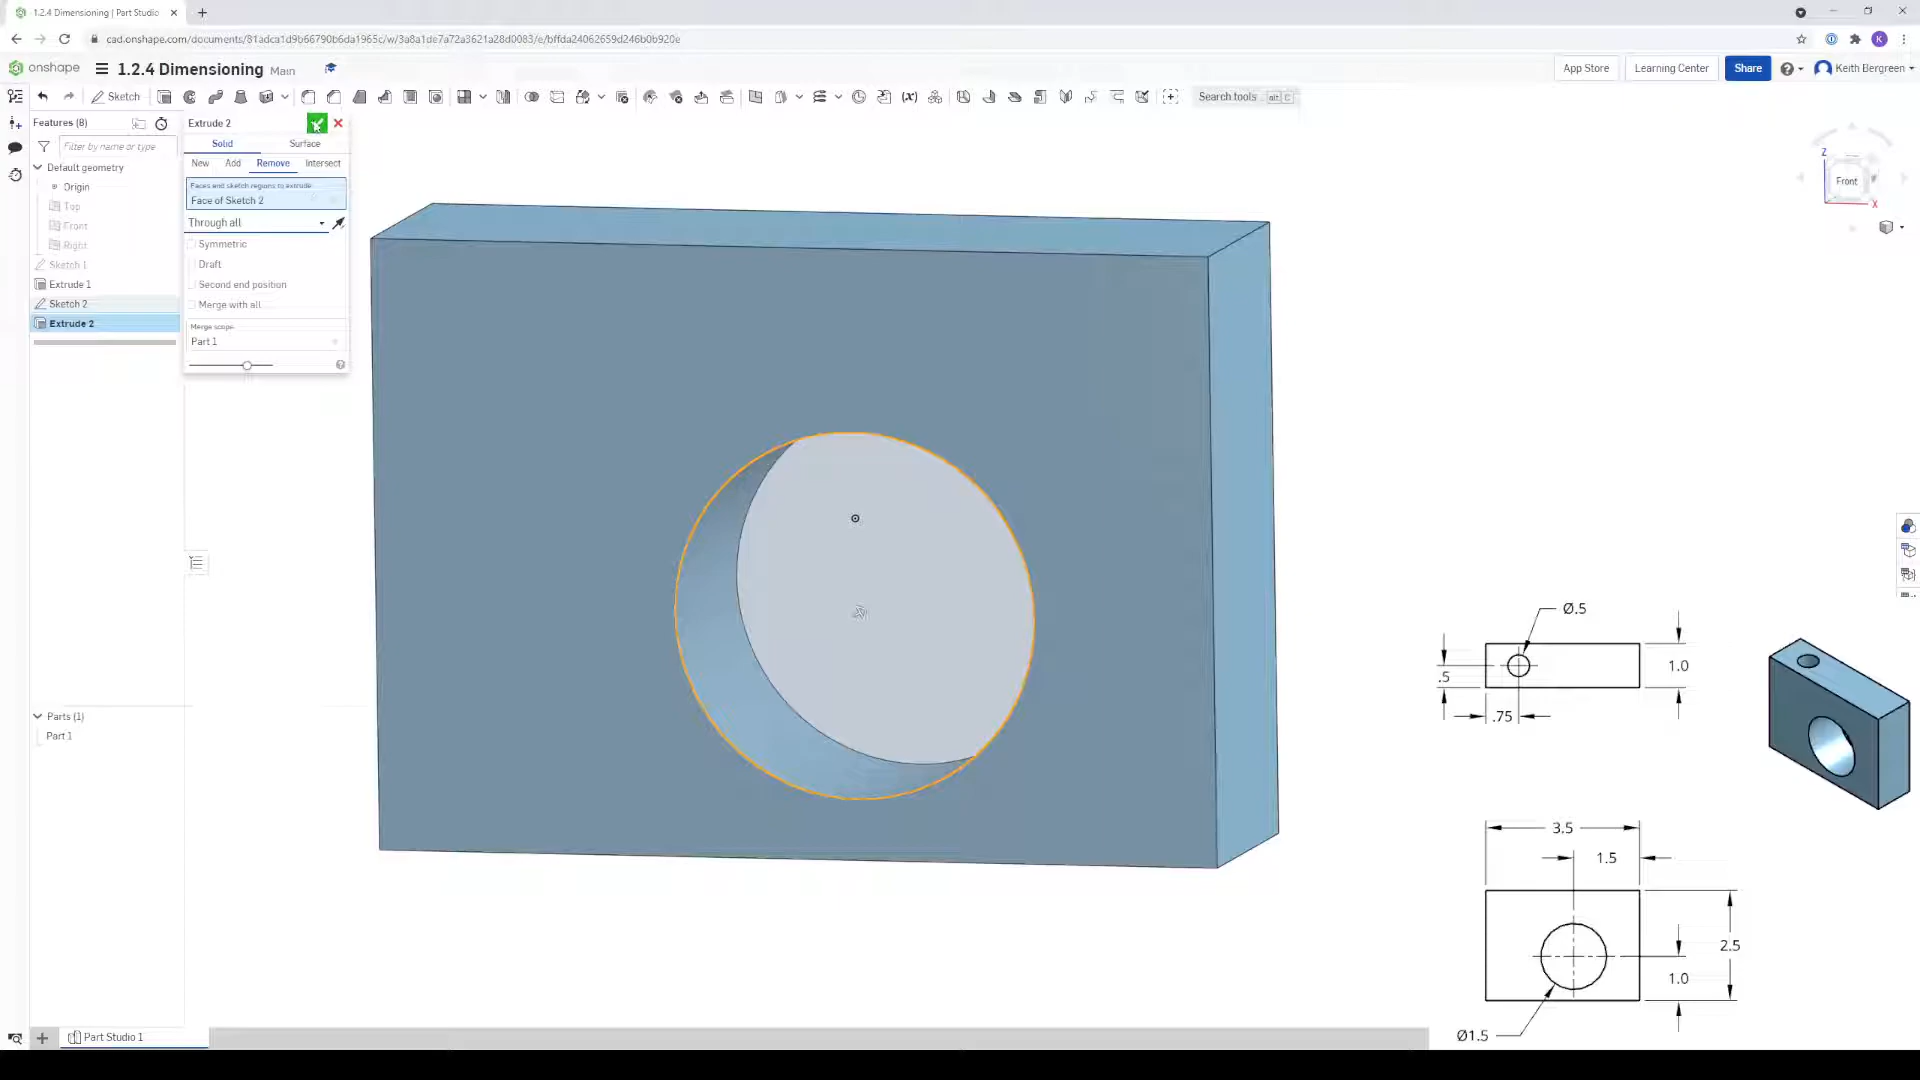 1.2.4 Dimensioning | Part Studio
cad.onshape.com/documents/81adca1d9b66790b6da1965c/w/3a8a1de7a72a3621a28d0083/e/bffda24062659d246b0b920e
K
onshape
1.2.4 Dimensioning Main
App Store
Learning Center
Share
Keith Bergreen
Sketch
(x)
Search tools alt C
Features (8)
Filter by name or type
Default geometry
Origin
Top
Front
Right
Sketch 1
Extrude 1
Sketch 2
Extrude 2
Extrude 2
Solid Surface
New Add Remove Intersect
Faces and sketch regions to extrude
Face of Sketch 2
Through all
Symmetric
Draft
Second end position
Merge with all
Merge scope
Part 1
Z
Front
X
Parts (1)
Part 1
Part Studio 1
Ø.5
.5
1.0
.75
3.5
1.5
2.5
1.0
Ø1.5